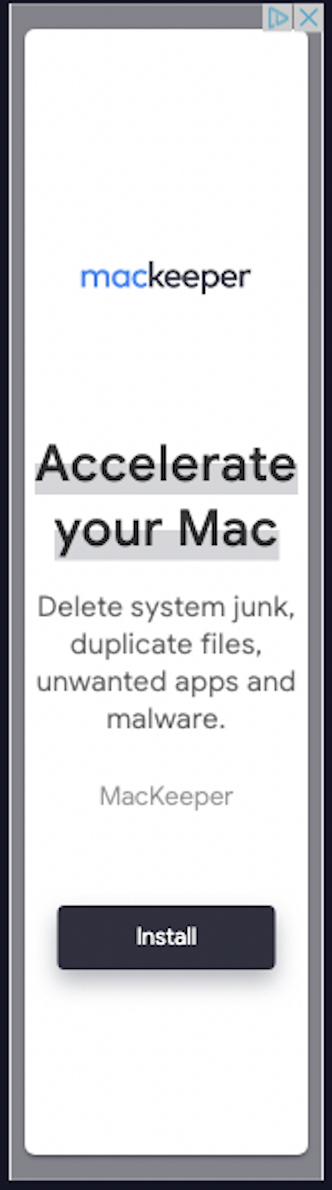 mackeeper
Accelerate
your Mac
Delete system junk,
duplicate files,
unwanted apps and
malware.
MacKeeper
Install